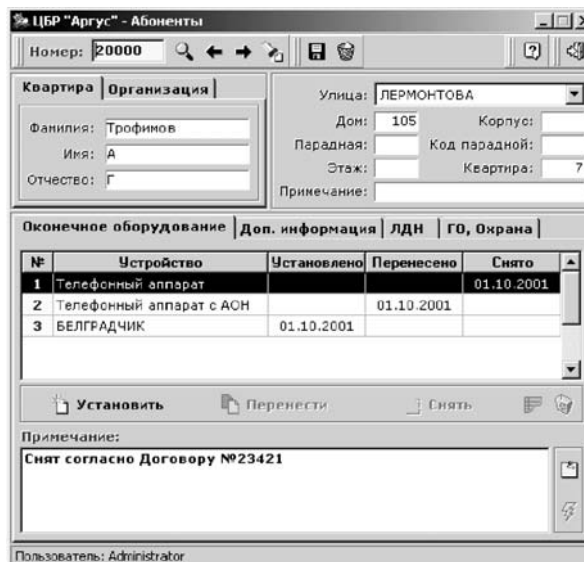 ЦБР "Аргус" - Абоненты
Номер: 20000
Квартира Организация
Фамилия: Трофимов
Имя: А
Отчество: Г
Улица: ЛЕРМОНТОВА
Дом: 105 Корпус:
Парадная: Код парадной:
Этаж: Квартира: 7
Примечание:
Оконечное оборудование Доп. информация ЛДН ГО, Охрана
№ Устройство Установлено Перенесено Снято
1 Телефонный аппарат 01.10.2001
2 Телефонный аппарат с АОН 01.10.2001
3 БЕЛГРАДЧИК 01.10.2001
Установить Перенести Снять
Примечание:
Снят согласно Договору №23421
Пользователь: Administrator